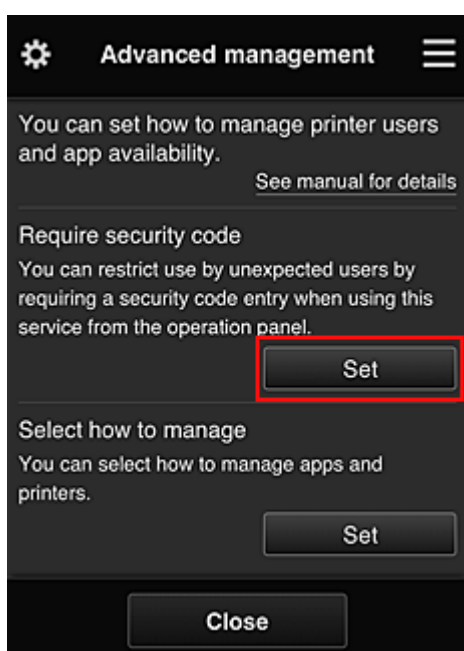 Advanced management
You can set how to manage printer users
and app availability.
See manual for details
Require security code
You can restrict use by unexpected users by
requiring a security code entry when using this
service from the operation panel.
Set
Select how to manage
You can select how to manage apps and
printers.
Set
Close